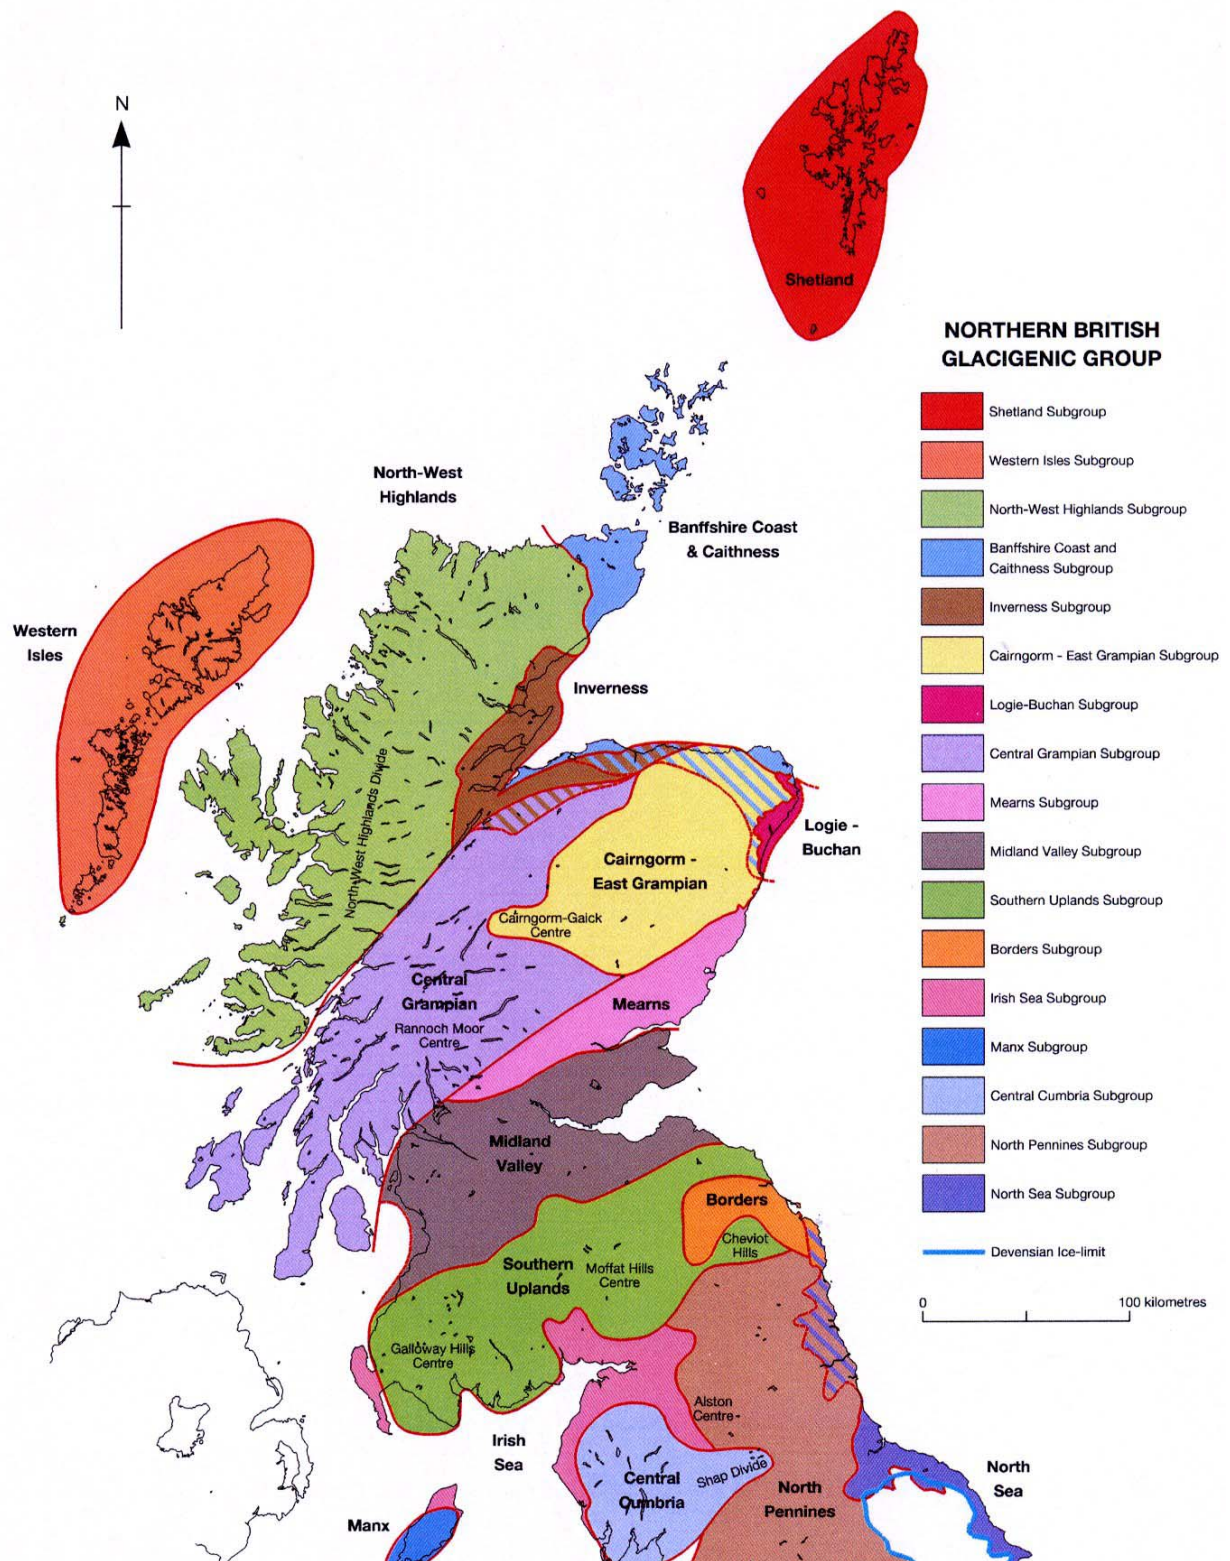 N
Shetland
NORTHERN BRITISH
GLACIGENIC GROUP
Shetland Subgroup
Western Isles Subgroup
North-West Highlands Subgroup
Banffshire Coast and
Caithness Subgroup
Inverness Subgroup
Cairngorm - East Grampian Subgroup
Logie-Buchan Subgroup
Central Grampian Subgroup
Mearns Subgroup
Midland Valley Subgroup
Southern Uplands Subgroup
Borders Subgroup
Irish Sea Subgroup
Manx Subgroup
Central Cumbria Subgroup
North Pennines Subgroup
North Sea Subgroup
Devensian Ice-limit
0
100 kilometres
North-West
Highlands
Banffshire Coast
& Caithness
Western
Isles
Inverness
North-West Highlands Divide
Logie -
Buchan
Cairngorm -
East Grampian
Cairngorm-Gaick
Centre
Central
Grampian
Rannoch Moor
Centre
Mearns
Midland
Valley
Borders
Cheviot
Hills
Southern
Uplands
Moffat Hills
Centre
Galloway Hills
Centre
Alston
Centre
Irish
Sea
Central
Cumbria
Shap Divide
North
Pennines
North
Sea
Manx